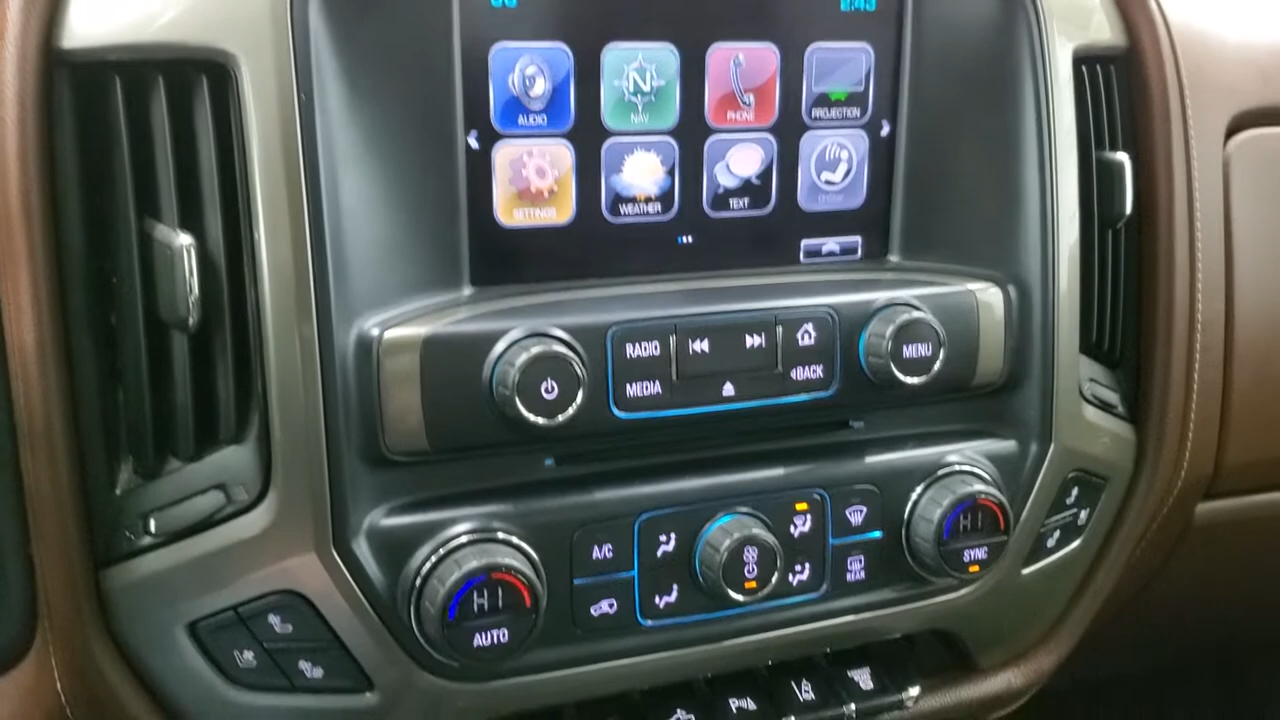 AUDIO
N
NAV
PHONE
PROJECTION
SETTINGS
WEATHER
TEXT
RADIO
MEDIA
BACK
MENU
A/C
HI
AUTO
REAR
HI
SYNC